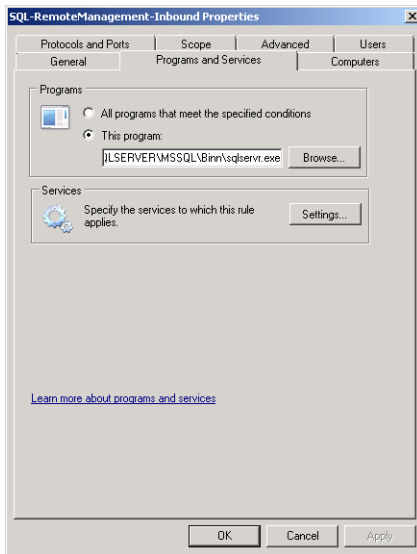 SQL-RemoteManagement-Inbound Properties
Protocols and Ports Scope Advanced Users
General Programs and Services Computers
Programs
All programs that meet the specified conditions
This program:
LSERVER\MSSQL\Binn\sqlservr.exe Browse...
Services
Specify the services to which this rule Settings...
applies.
Learn more about programs and services
OK Cancel Apply